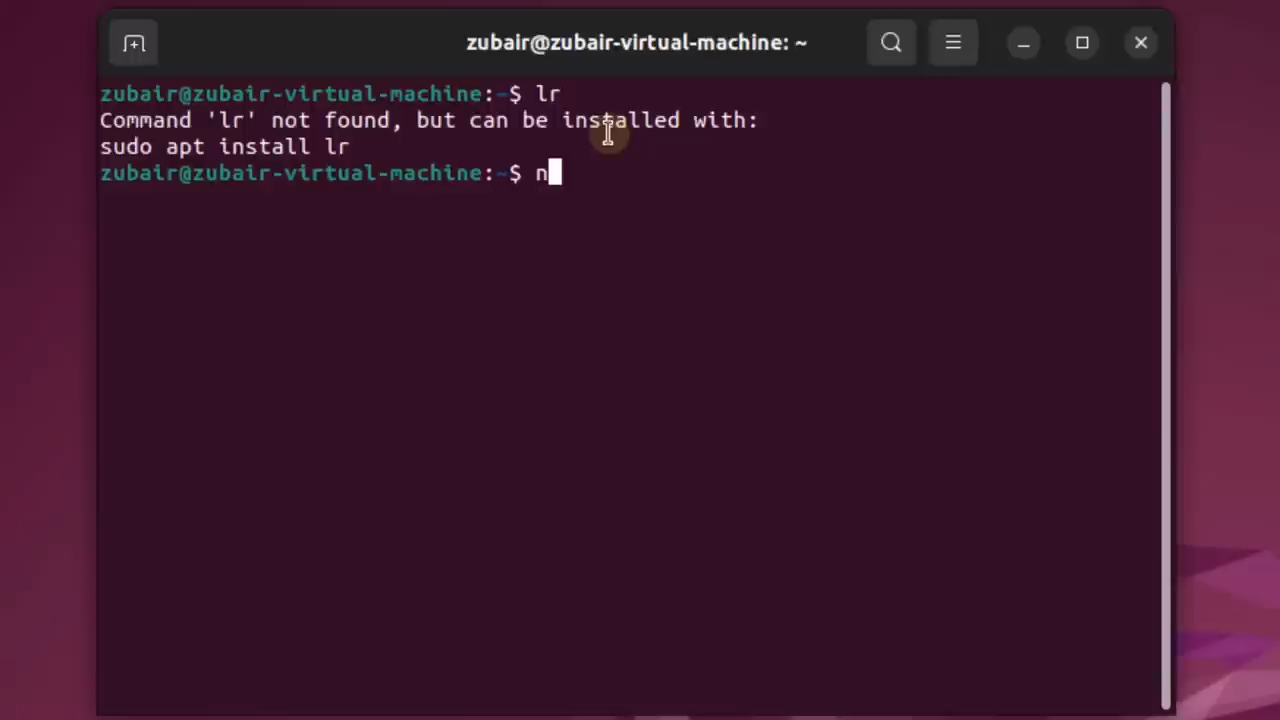 zubair@zubair-virtual-machine: ~
zubair@zubair-virtual-machine:~$ lr
Command 'lr' not found, but can be installed with:
sudo apt install lr
zubair@zubair-virtual-machine:~$ n